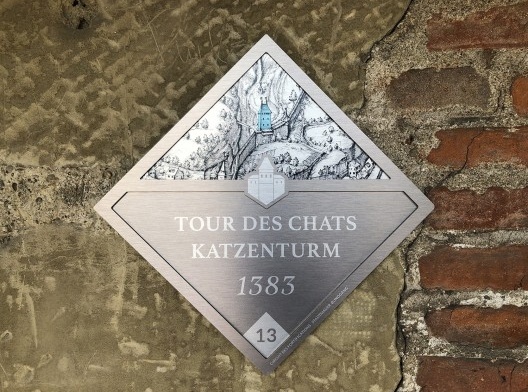 TOUR DES CHATS
KATZENTURM
1383
13